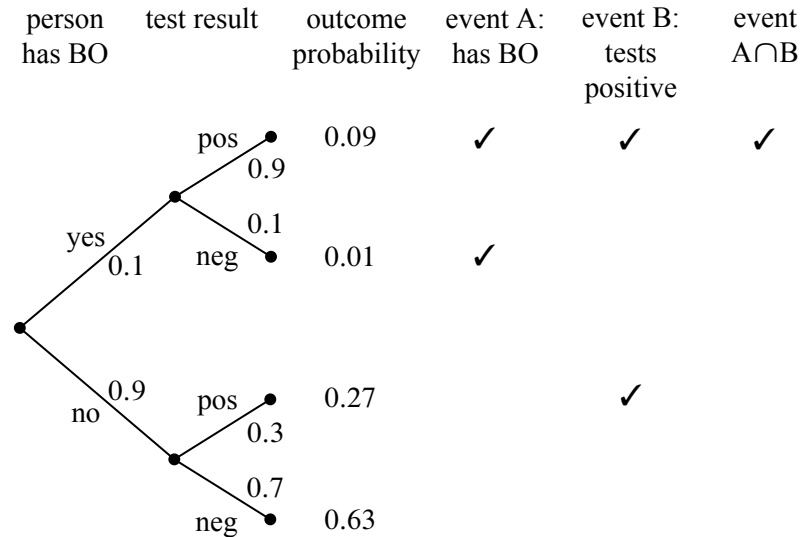 person test result outcome event A: event B: event
has BO probability has BO tests A∩B
positive
pos 0.09 ✓ ✓ ✓
0.9
0.1
yes
neg 0.01 ✓
0.1
0.9
no pos 0.27 ✓
0.3
0.7
neg 0.63